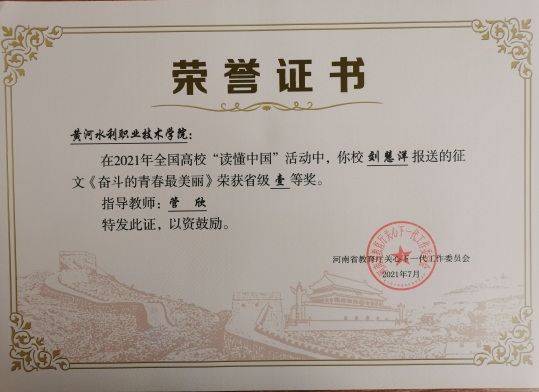 荣誉证书
黄河水利职业技术学院：
在2021年全国高校“读懂中国”活动中，你校刘慧洋报送的征
文《奋斗的青春最美丽》荣获省级壹等奖。
指导教师：管 欣
特发此证，以资鼓励。
河南省教育厅关心下一代工作委员会
2021年7月